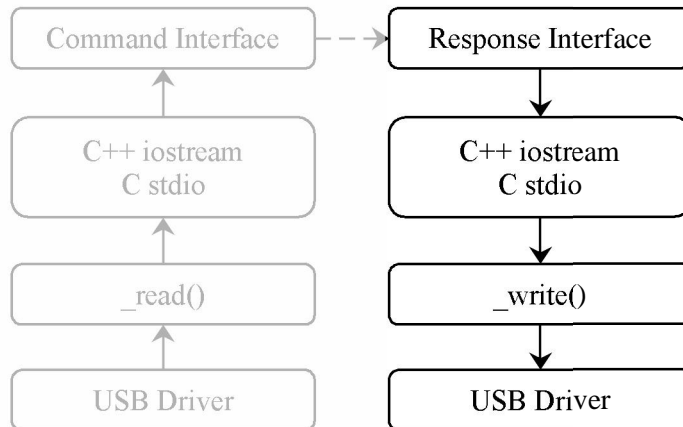 Command Interface
Response Interface
C++ iostream
C stdio
C++ iostream
C stdio
_read()
_write()
USB Driver
USB Driver